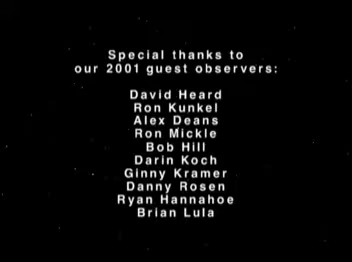 Special thanks to
our 2001 guest observers:
David Heard
Ron Kunkel
Alex Deans
Ron Mickle
Bob Hill
Darin Koch
Ginny Kramer
Danny Rosen
Ryan Hannahoe
Brian Lula